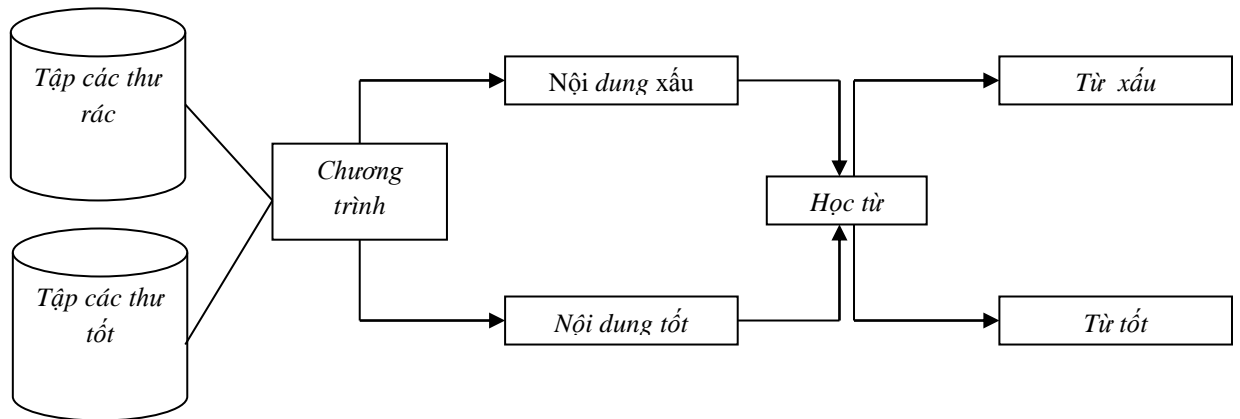 Tập các thư
rác
Nội dung xấu
Từ xấu
Chương
trình
Học từ
Tập các thư
tốt
Nội dung tốt
Từ tốt